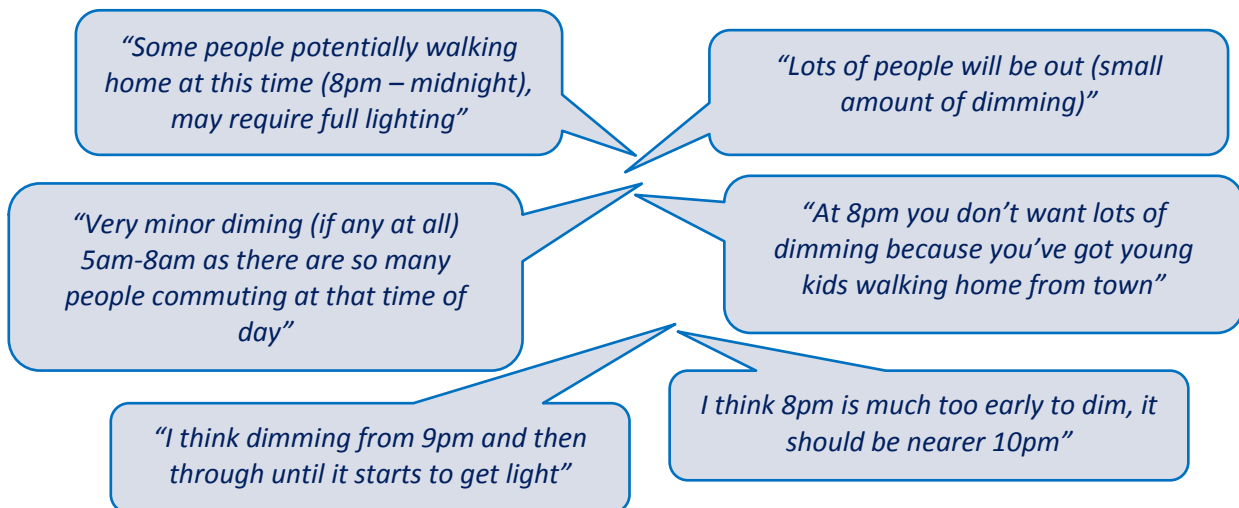 “Some people potentially walking
home at this time (8pm – midnight),
may require full lighting”
“Lots of people will be out (small
amount of dimming)”
“Very minor diming (if any at all)
5am-8am as there are so many
people commuting at that time of
day”
“At 8pm you don’t want lots of
dimming because you’ve got young
kids walking home from town”
“I think dimming from 9pm and then
through until it starts to get light”
I think 8pm is much too early to dim, it
should be nearer 10pm”